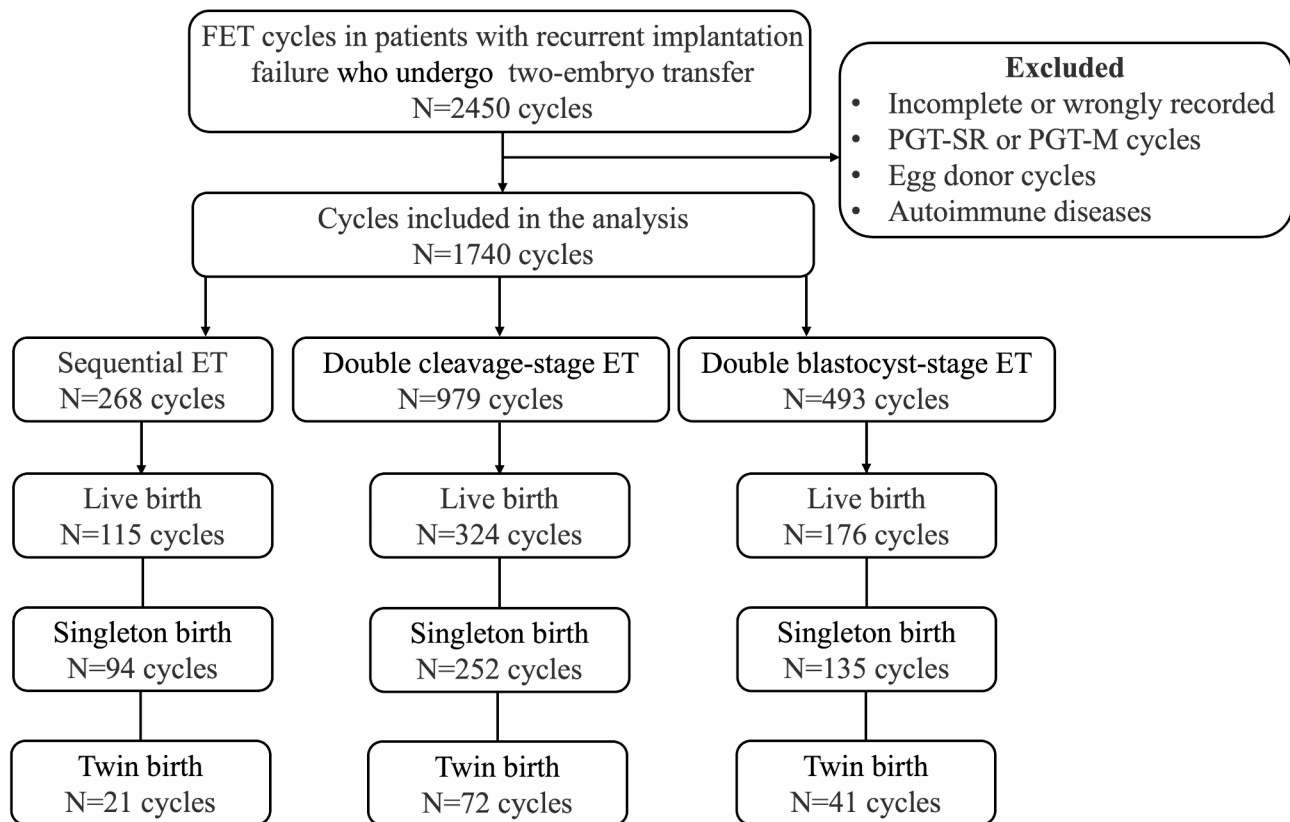 FET cycles in patients with recurrent implantation
failure who undergo two-embryo transfer
N=2450 cycles
Excluded
• Incomplete or wrongly recorded
• PGT-SR or PGT-M cycles
• Egg donor cycles
• Autoimmune diseases
Cycles included in the analysis
N=1740 cycles
Sequential ET
N=268 cycles
Double cleavage-stage ET
N=979 cycles
Double blastocyst-stage ET
N=493 cycles
Live birth
N=115 cycles
Live birth
N=324 cycles
Live birth
N=176 cycles
Singleton birth
N=94 cycles
Singleton birth
N=252 cycles
Singleton birth
N=135 cycles
Twin birth
N=21 cycles
Twin birth
N=72 cycles
Twin birth
N=41 cycles